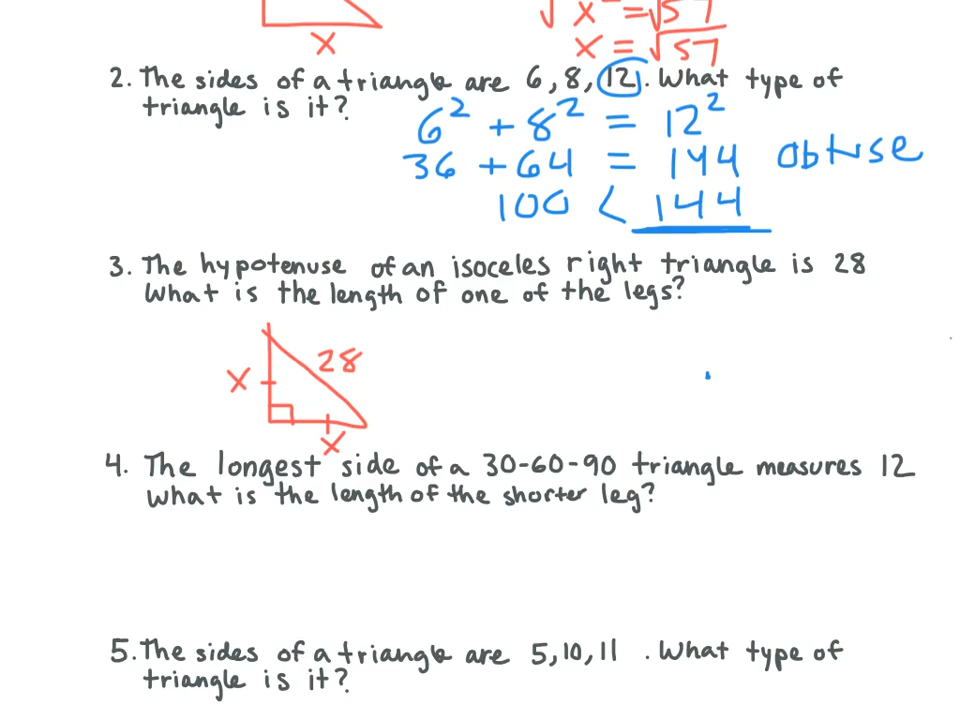 √x² = √57
x
x = √57
2. The sides of a triangle are 6, 8, 12. What type of
triangle is it?
6² + 8² = 12²
36 + 64 = 144 obtuse
100 < 144
3. The hypotenuse of an isoceles right triangle is 28
What is the length of one of the legs?
28
x
x
4. The longest side of a 30-60-90 triangle measures 12
What is the length of the shorter leg?
5. The sides of a triangle are 5, 10, 11 . What type of
triangle is it?